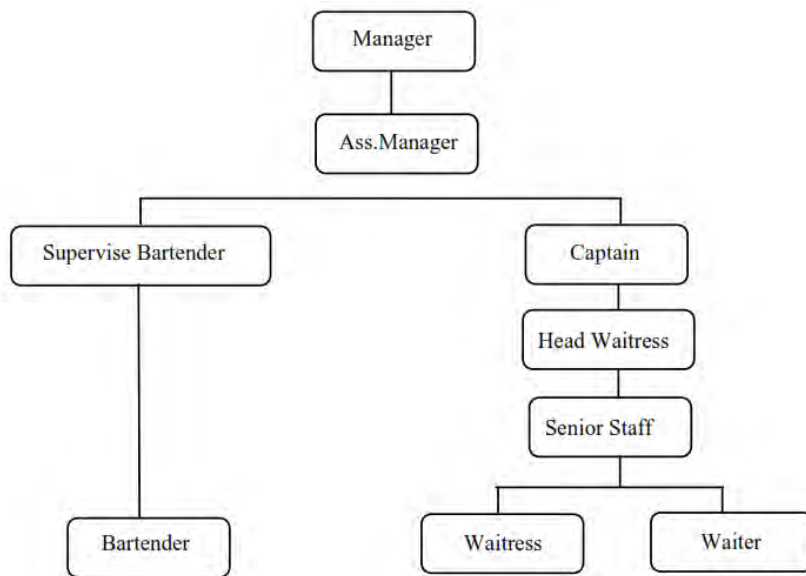 Manager
Ass.Manager
Supervise Bartender
Captain
Head Waitress
Senior Staff
Bartender
Waitress
Waiter